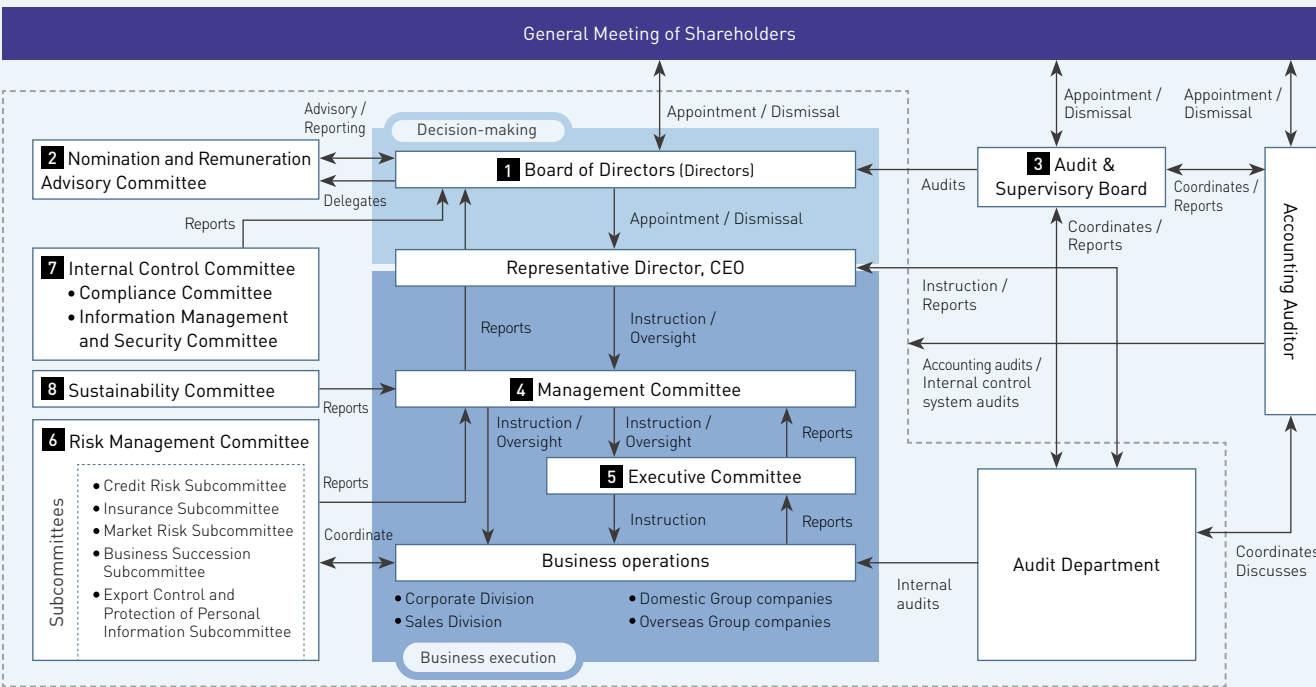 General Meeting of Shareholders
Appointment / Dismissal
Appointment /
Dismissal
Appointment /
Dismissal
Advisory /
Reporting
Decision-making
2 Nomination and Remuneration
Advisory Committee
1 Board of Directors (Directors)
Audits
3 Audit &
Supervisory Board
Coordinates /
Reports
Accounting Auditor
Delegates
Reports
Appointment / Dismissal
Coordinates /
Reports
7 Internal Control Committee
• Compliance Committee
• Information Management
and Security Committee
Representative Director, CEO
Instruction /
Reports
Reports
Instruction /
Oversight
Accounting audits /
Internal control
system audits
8 Sustainability Committee
Reports
4 Management Committee
Instruction /
Oversight
Instruction /
Oversight
Reports
6 Risk Management Committee
Subcommittees
• Credit Risk Subcommittee
• Insurance Subcommittee
• Market Risk Subcommittee
• Business Succession
Subcommittee
• Export Control and
Protection of Personal
Information Subcommittee
Reports
Coordinate
5 Executive Committee
Instruction
Reports
Business operations
• Corporate Division
• Sales Division
• Domestic Group companies
• Overseas Group companies
Business execution
Internal
audits
Audit Department
Coordinates
Discusses